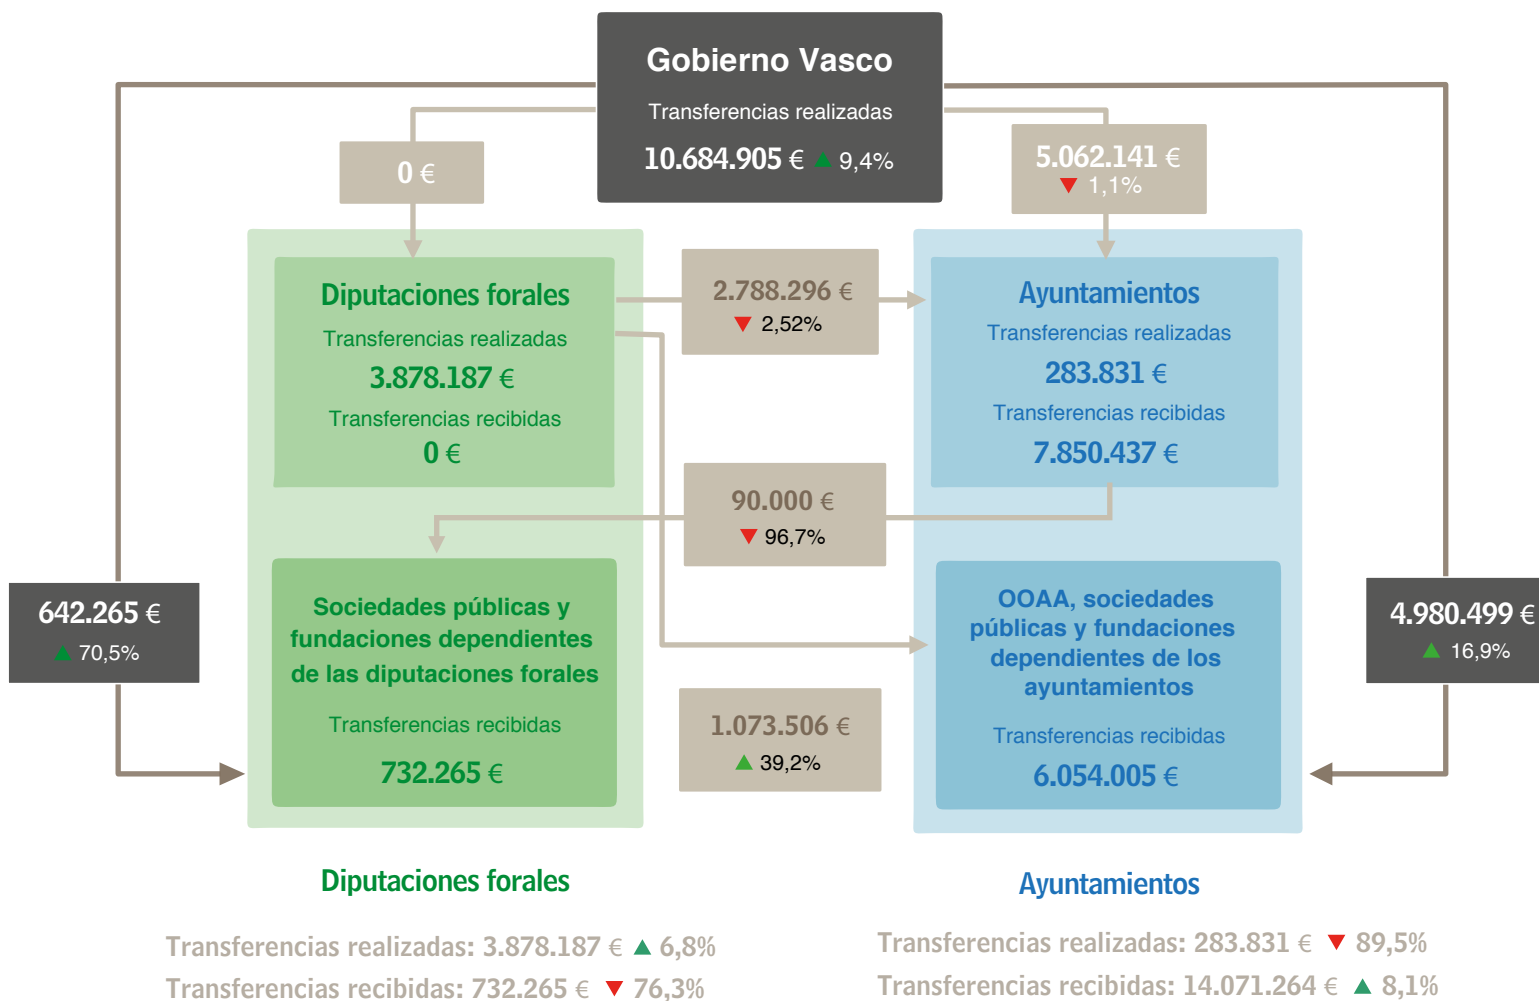 Gobierno Vasco
Transferencias realizadas
10.684.905 € ▲ 9,4%
0 €
5.062.141 €
▼ 1,1%
Diputaciones forales
Transferencias realizadas
3.878.187 €
Transferencias recibidas
0 €
2.788.296 €
▼ 2,52%
Ayuntamientos
Transferencias realizadas
283.831 €
Transferencias recibidas
7.850.437 €
90.000 €
▼ 96,7%
642.265 €
▲ 70,5%
Sociedades públicas y
fundaciones dependientes
de las diputaciones forales
Transferencias recibidas
732.265 €
1.073.506 €
▲ 39,2%
OOAA, sociedades
públicas y fundaciones
dependientes de los
ayuntamientos
Transferencias recibidas
6.054.005 €
4.980.499 €
▲ 16,9%
Diputaciones forales
Transferencias realizadas: 3.878.187 € ▲ 6,8%
Transferencias recibidas: 732.265 € ▼ 76,3%
Ayuntamientos
Transferencias realizadas: 283.831 € ▼ 89,5%
Transferencias recibidas: 14.071.264 € ▲ 8,1%